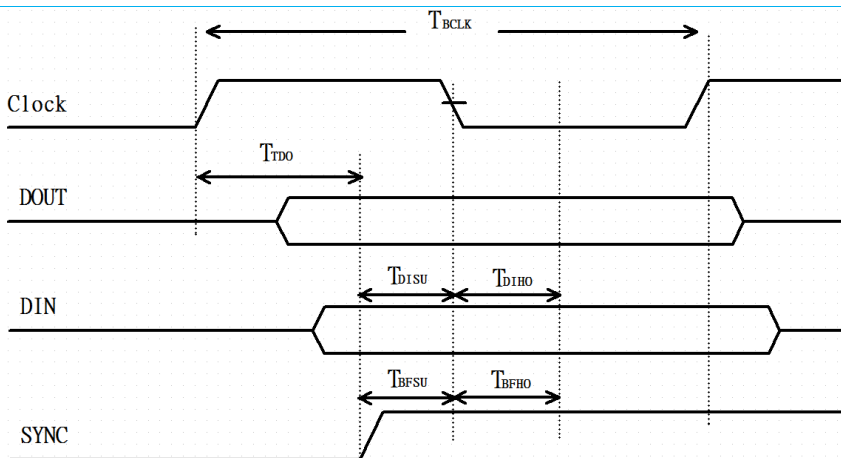 TBCLK
Clock
TTDO
DOUT
TDISU TDIHO
DIN
TBFSU TBFHO
SYNC